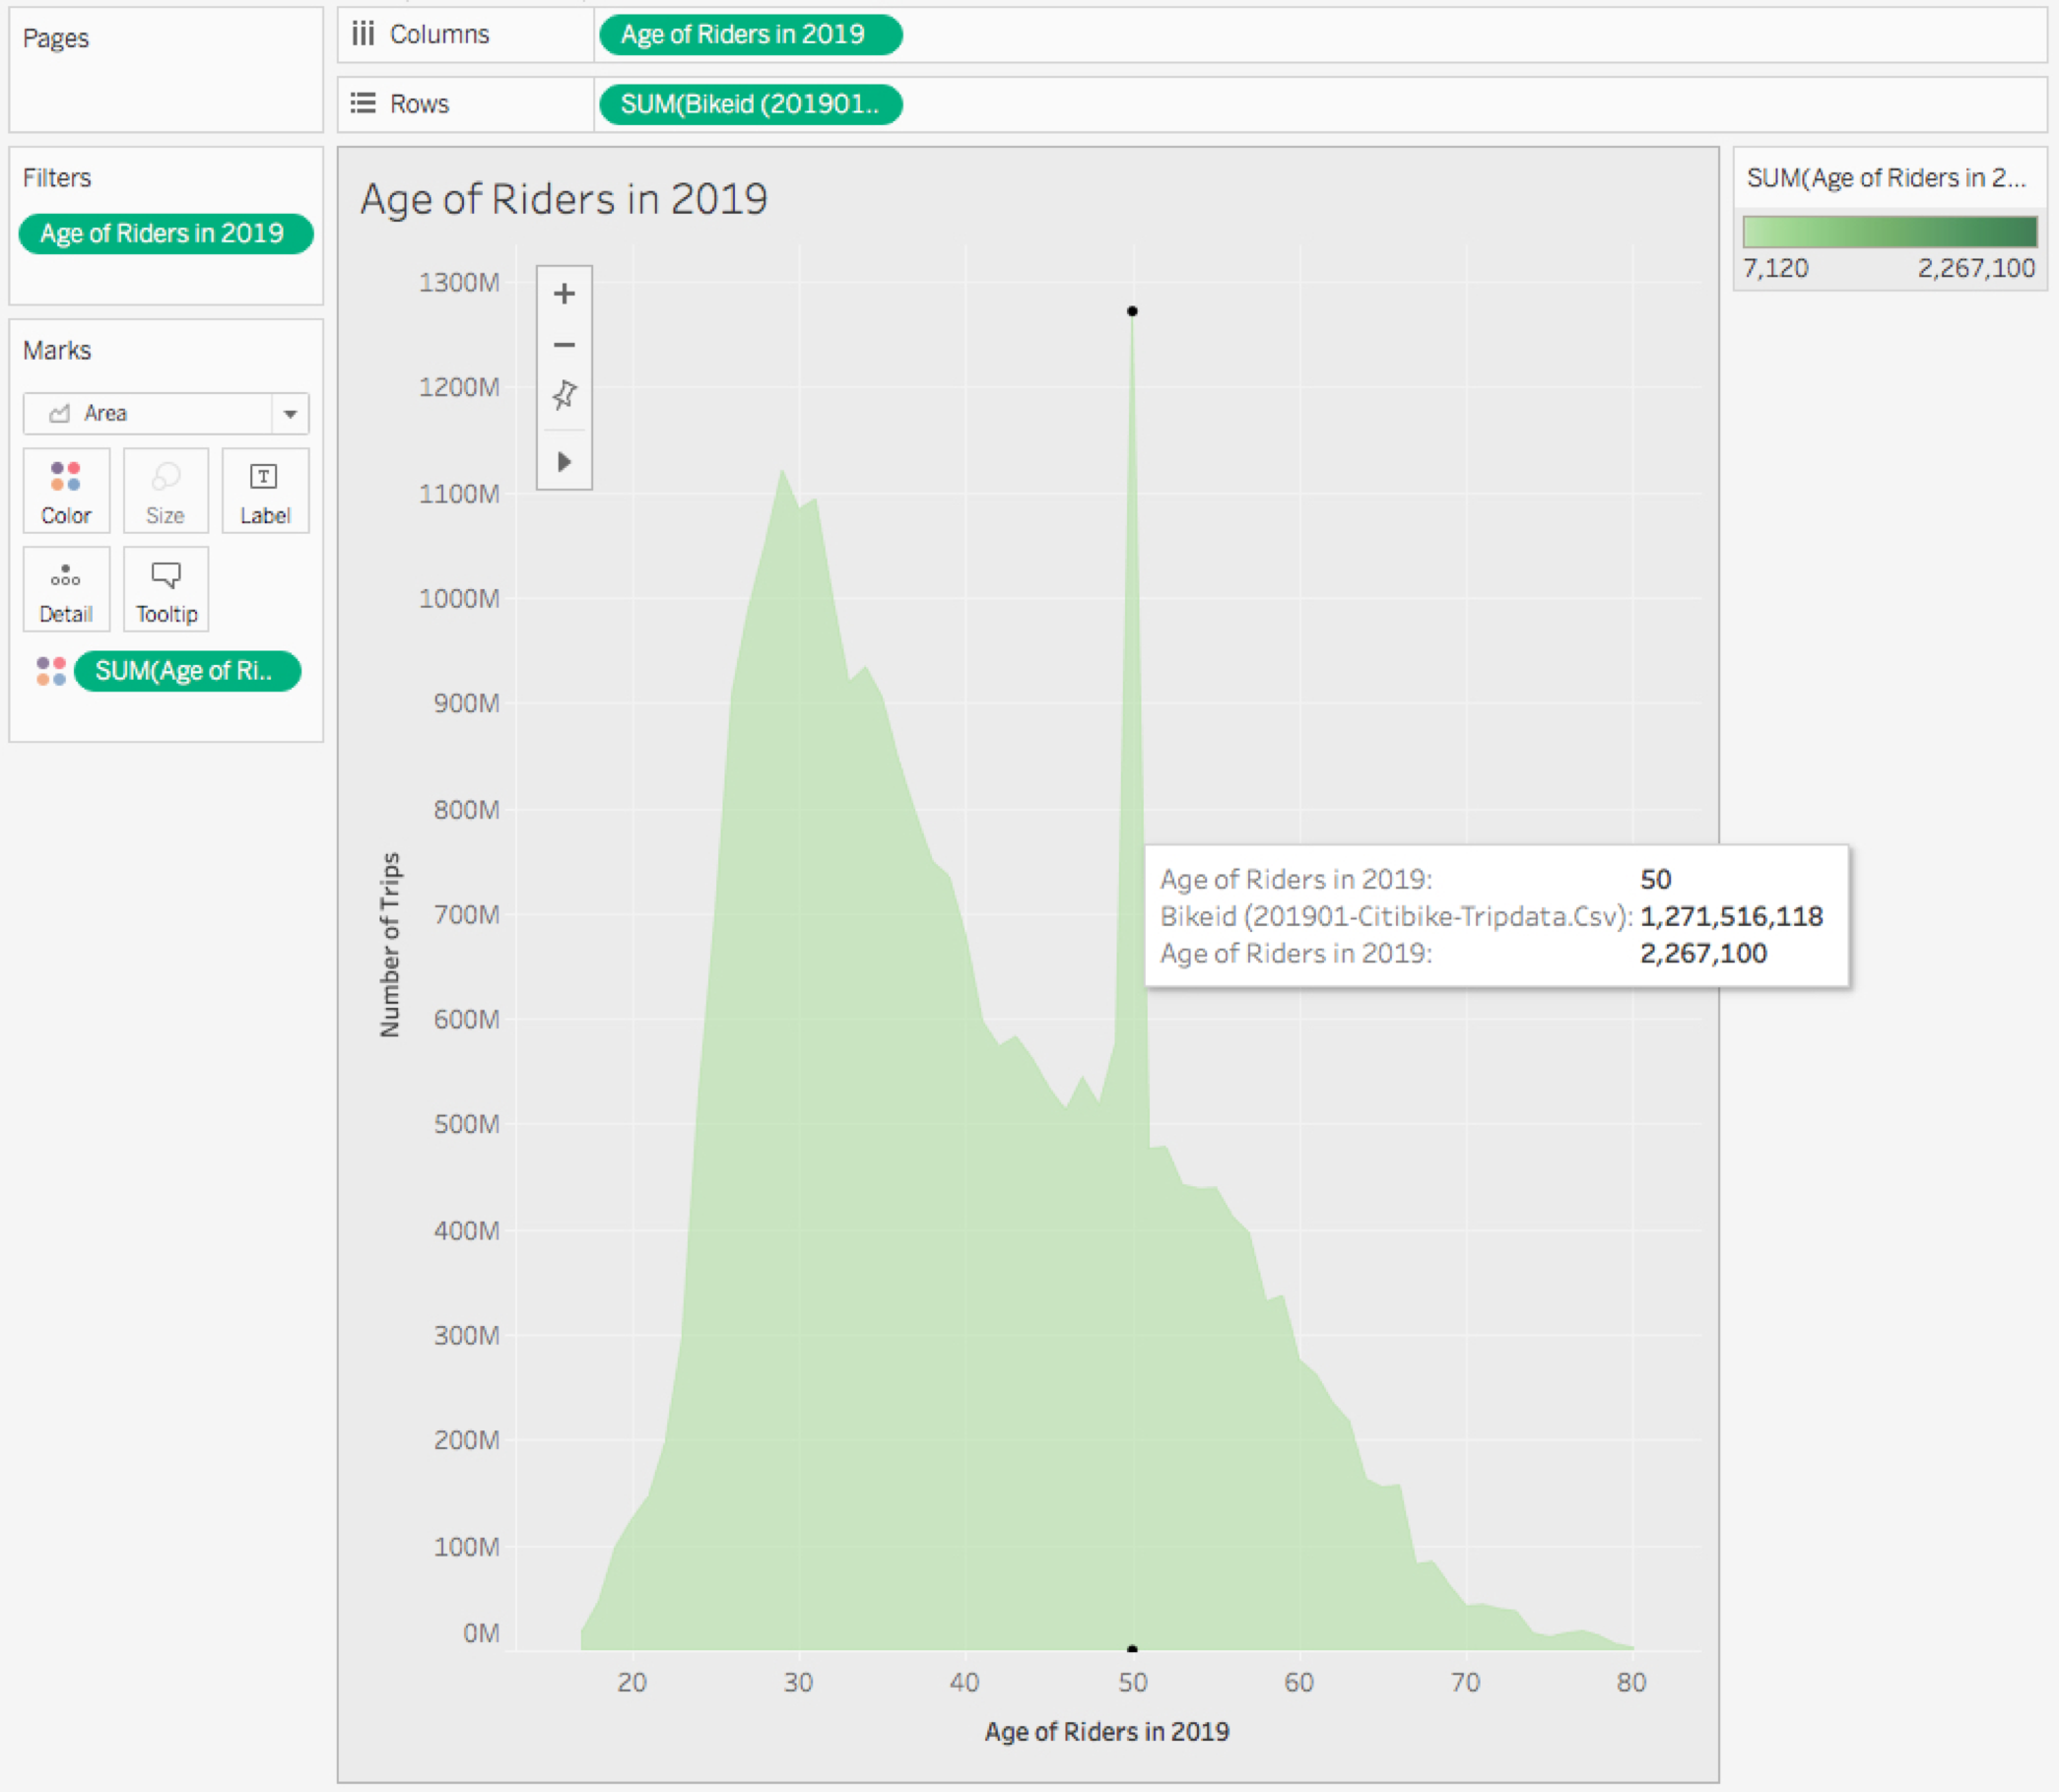 Pages
Columns
Age of Riders in 2019
Rows
SUM(Bikeid (201901..
Filters
Age of Riders in 2019
Marks
Area
Color
Size
T
Label
Detail
Tooltip
SUM(Age of Ri..
Age of Riders in 2019
SUM(Age of Riders in 2...
7,120 2,267,100
1300M
1200M
1100M
1000M
900M
800M
700M
600M
500M
400M
300M
200M
100M
0M
Number of Trips
Age of Riders in 2019: 50
Bikeid (201901-Citibike-Tripdata.Csv): 1,271,516,118
Age of Riders in 2019: 2,267,100
20 30 40 50 60 70 80
Age of Riders in 2019